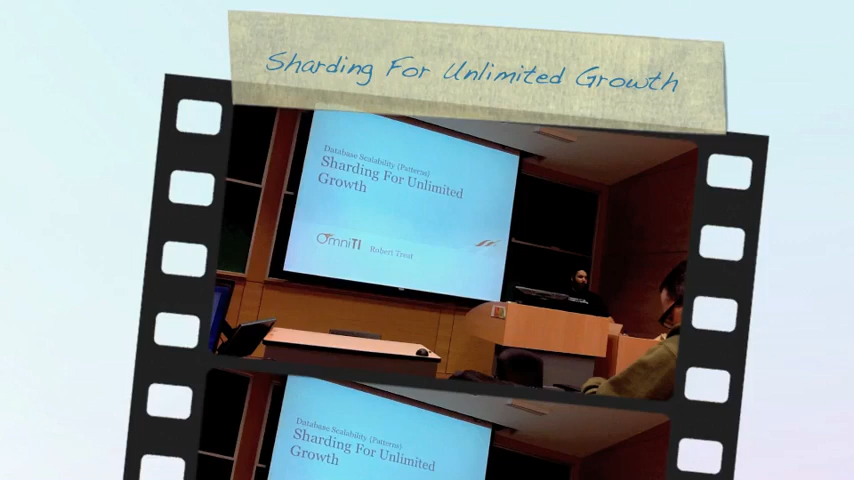 Sharding For Unlimited Growth
Database Scalability (Patterns)
Sharding For Unlimited
Growth
OmniTI Robert Treat
Database Scalability (Patterns)
Sharding For Unlimited
Growth